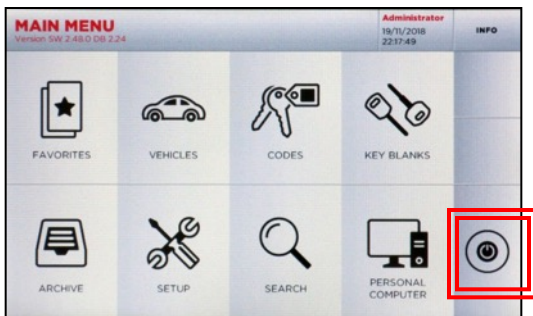 MAIN MENU
Version SW 2.48.0 DB 2.24
Administrator
19/11/2018
22:17:49
INFO
FAVORITES
VEHICLES
CODES
KEY BLANKS
ARCHIVE
SETUP
SEARCH
PERSONAL
COMPUTER